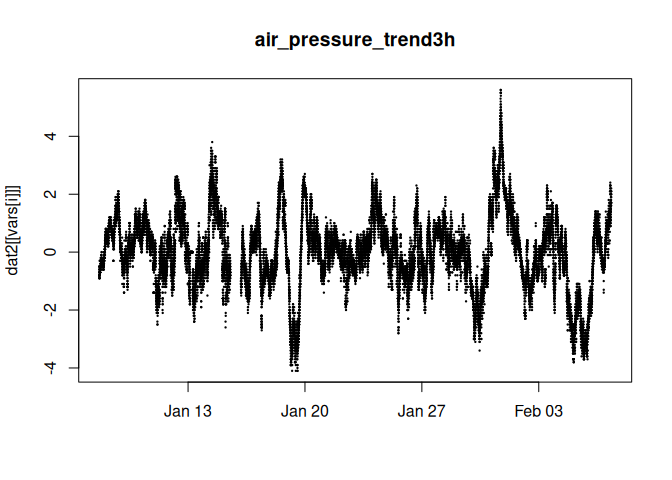 air_pressure_trend3h
dat2[[vars[i]]]
4
2
0
-2
-4
Jan 13
Jan 20
Jan 27
Feb 03